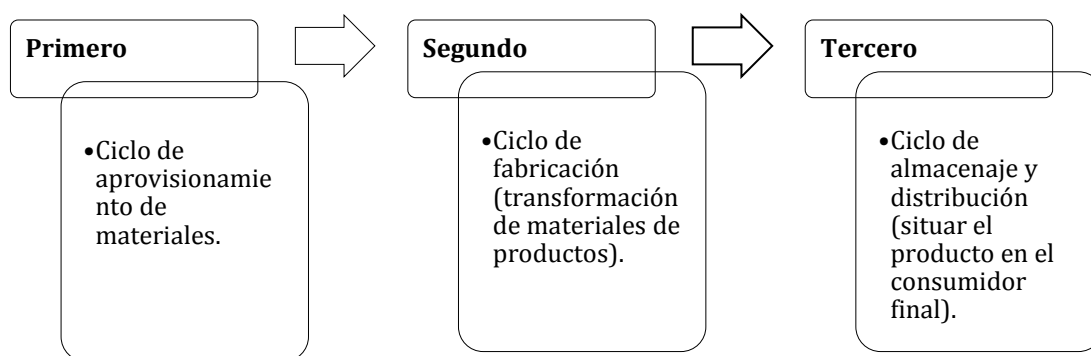 Primero
•Ciclo de
aprovisionamie
nto de
materiales.
Segundo
•Ciclo de
fabricación
(transformación
de materiales de
productos).
Tercero
•Ciclo de
almacenaje y
distribución
(situar el
producto en el
consumidor
final).